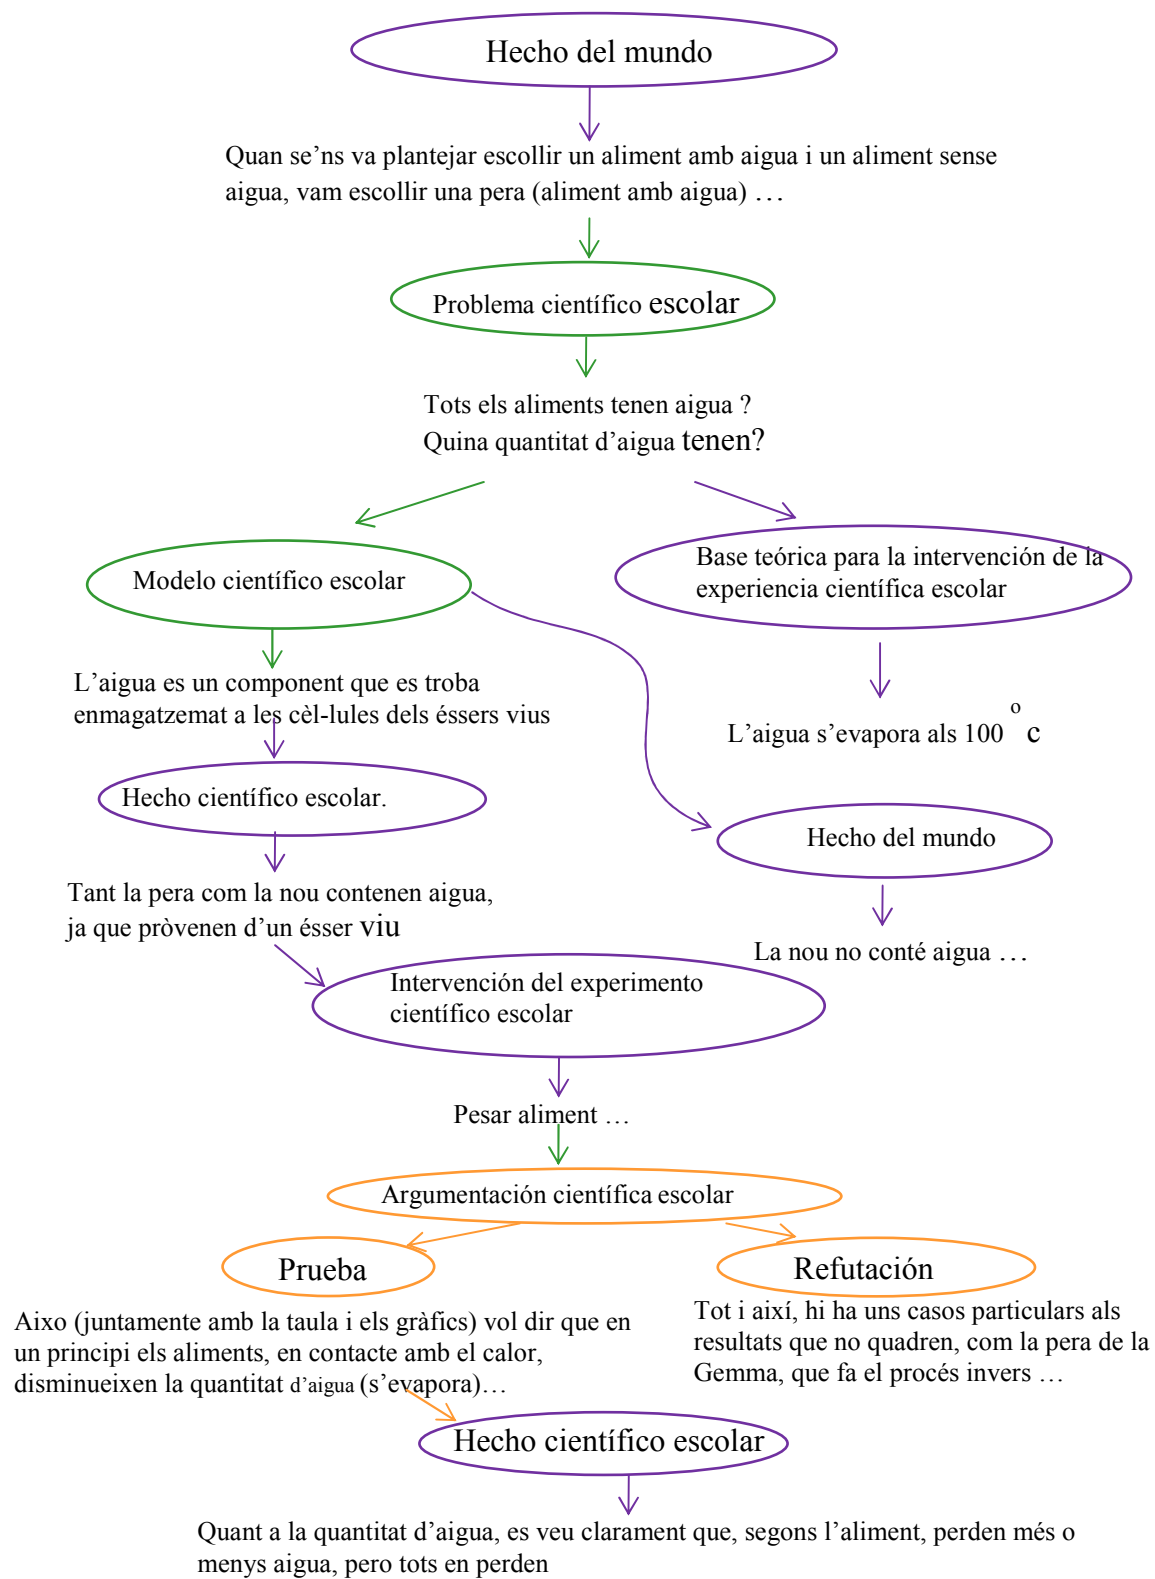 Hecho del mundo
Quan se’ns va plantejar escollir un aliment amb aigua i un aliment sense
aigua, vam escollir una pera (aliment amb aigua) …
Problema científico escolar
Tots els aliments tenen aigua ?
Quina quantitat d’aigua tenen?
Modelo científico escolar
Base teórica para la intervención de la
experiencia científica escolar
L’aigua es un component que es troba
enmagatzemat a les cèl-lules dels éssers vius
L’aigua s’evapora als 100 º c
Hecho científico escolar.
Hecho del mundo
Tant la pera com la nou contenen aigua,
ja que pròvenen d’un ésser viu
La nou no conté aigua …
Intervención del experimento
científico escolar
Pesar aliment …
Argumentación científica escolar
Prueba
Refutación
Aixo (juntamente amb la taula i els gràfics) vol dir que en
un principi els aliments, en contacte amb el calor,
disminueixen la quantitat d’aigua (s’evapora)…
Tot i així, hi ha uns casos particulars als
resultats que no quadren, com la pera de la
Gemma, que fa el procés invers …
Hecho científico escolar
Quant a la quantitat d’aigua, es veu clarament que, segons l’aliment, perden més o
menys aigua, pero tots en perden